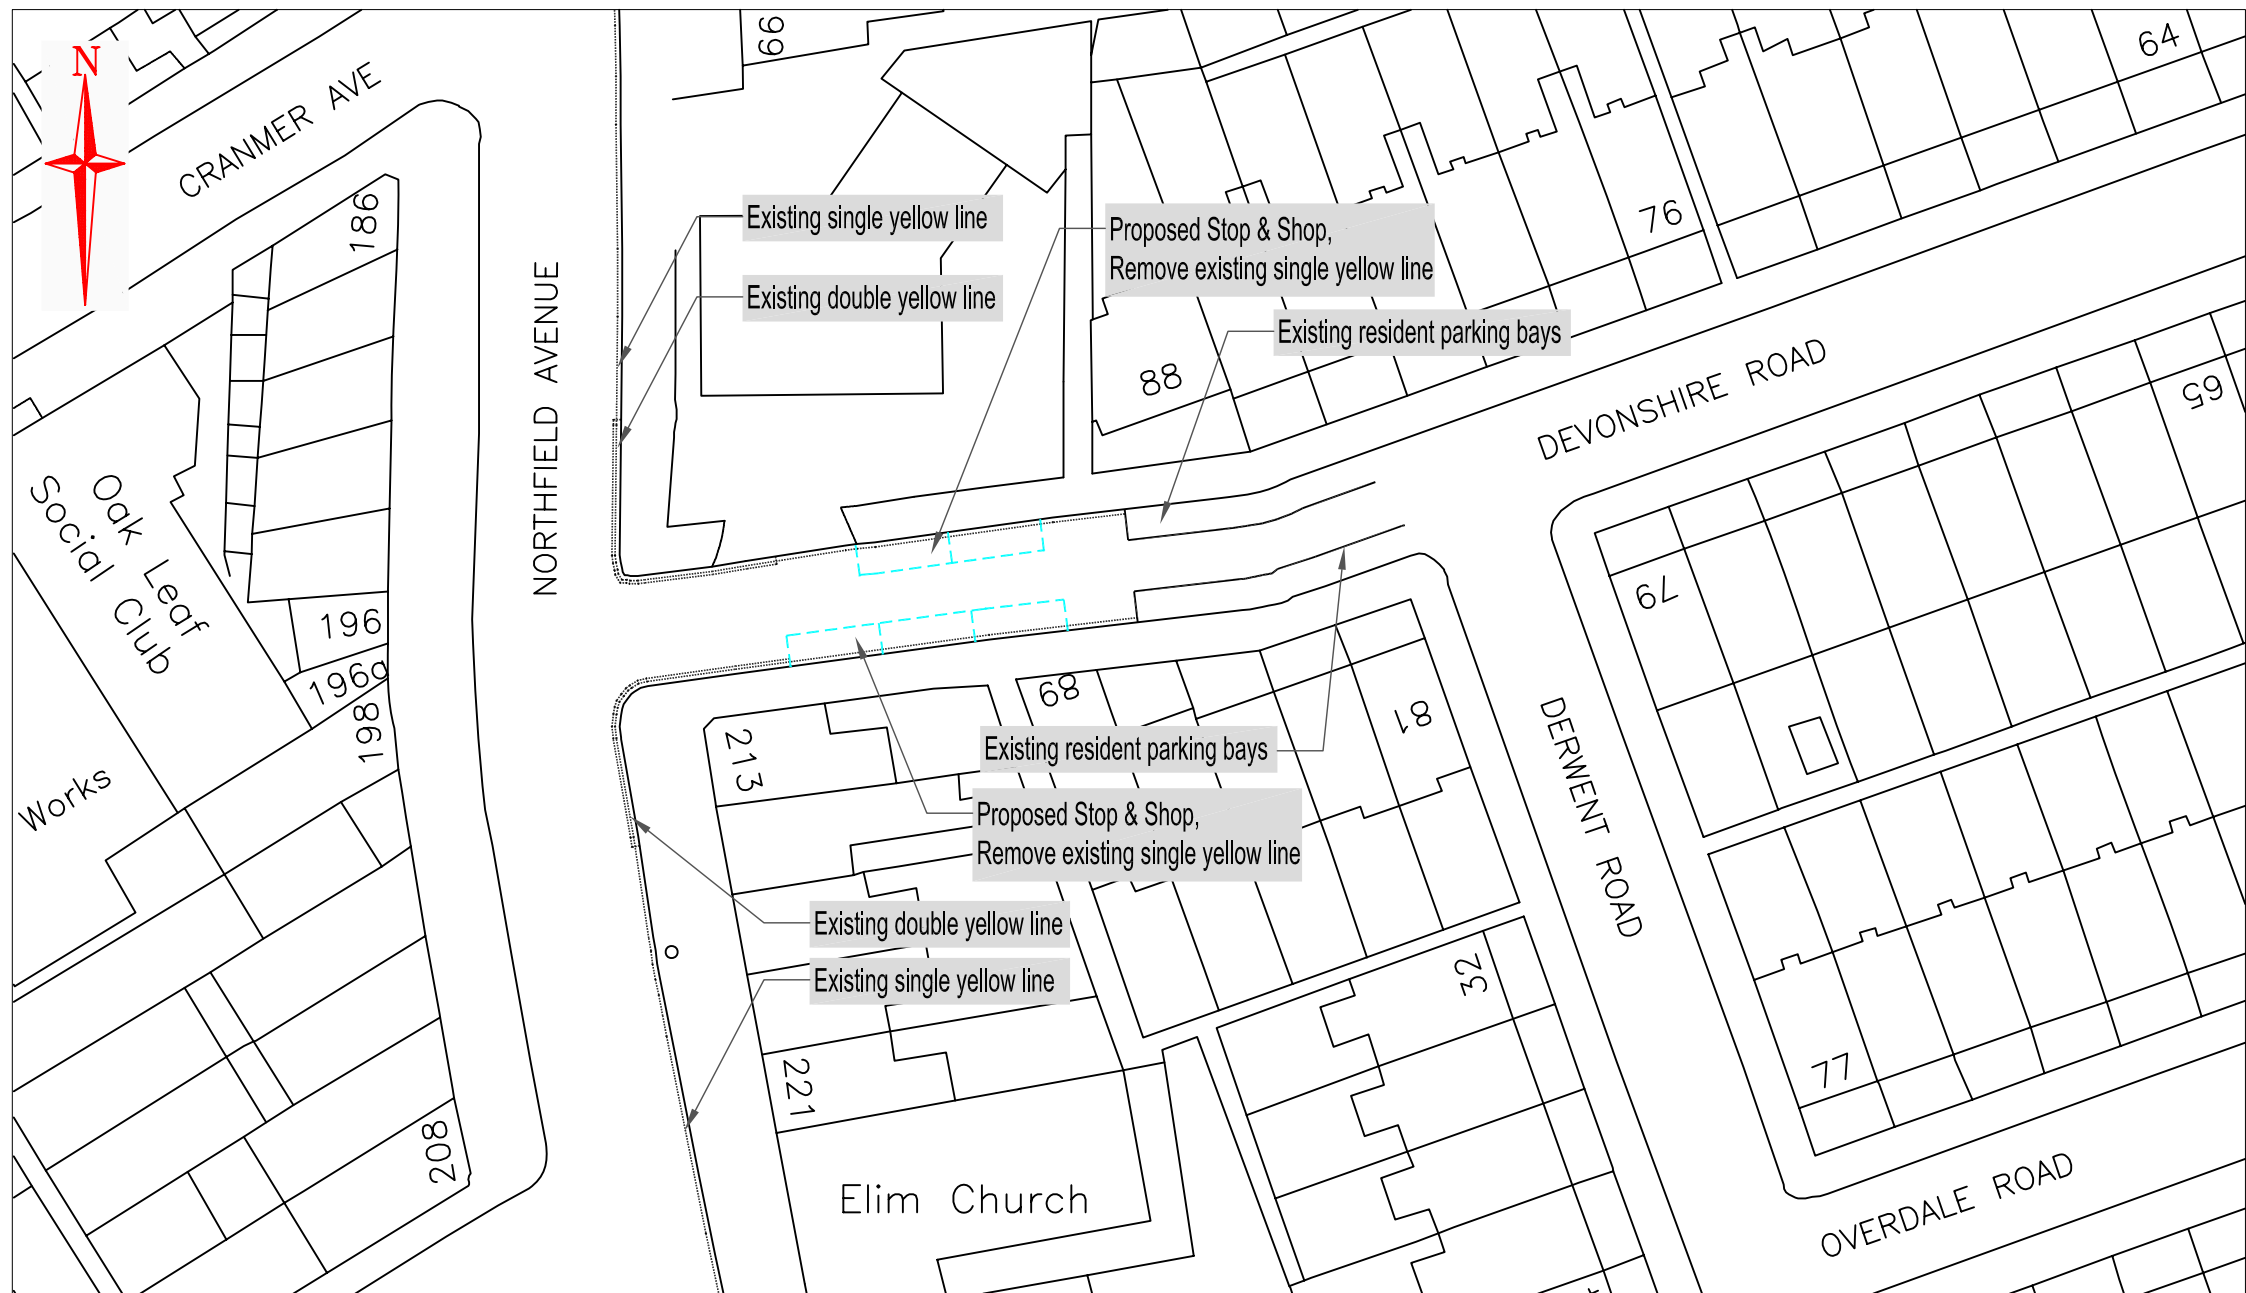 N
CRANMER AVE
99
64
186
Existing single yellow line
Proposed Stop & Shop,
Remove existing single yellow line
76
NORTHFIELD AVENUE
Existing double yellow line
Existing resident parking bays
88
DEVONSHIRE ROAD
65
Oak Leaf
Social Club
79
196
196a
198
89
81
213
Existing resident parking bays
DERWENT ROAD
Works
Proposed Stop & Shop,
Remove existing single yellow line
Existing double yellow line
Existing single yellow line
32
221
77
208
Elim Church
OVERDALE ROAD